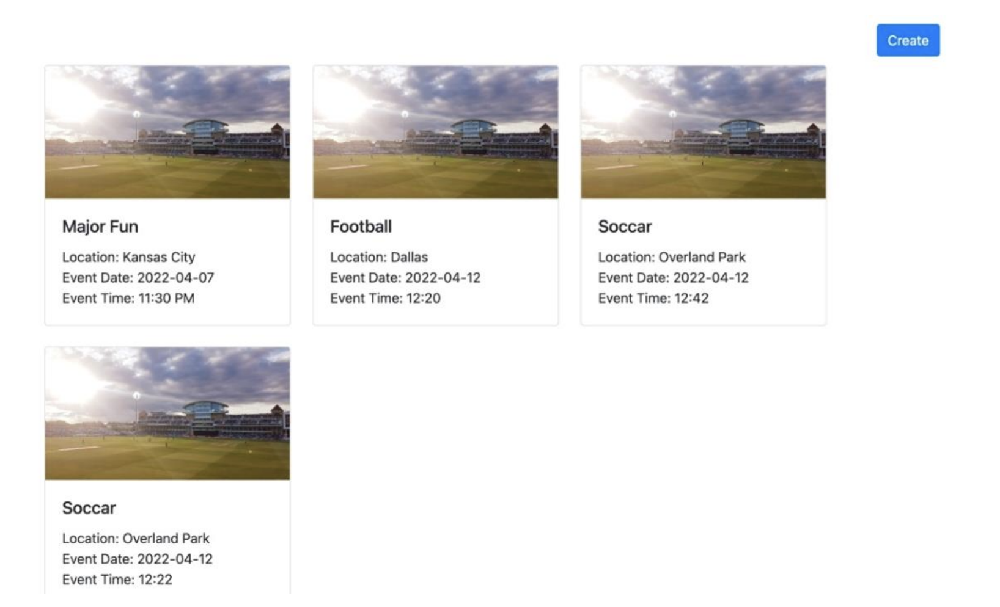 Create
Major Fun
Location: Kansas City
Event Date: 2022-04-07
Event Time: 11:30 PM
Football
Location: Dallas
Event Date: 2022-04-12
Event Time: 12:20
Soccar
Location: Overland Park
Event Date: 2022-04-12
Event Time: 12:42
Soccar
Location: Overland Park
Event Date: 2022-04-12
Event Time: 12:22